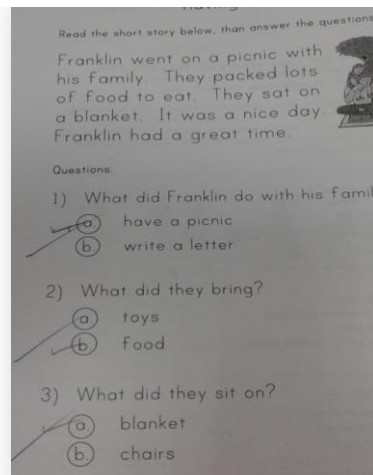 Read the short story below, than answer the questions
Franklin went on a picnic with
his family. They packed lots
of food to eat. They sat on
a blanket. It was a nice day.
Franklin had a great time.
Questions:
1) What did Franklin do with his famil
a. have a picnic
b. write a letter
2) What did they bring?
a. toys
b. food
3) What did they sit on?
a. blanket
b. chairs